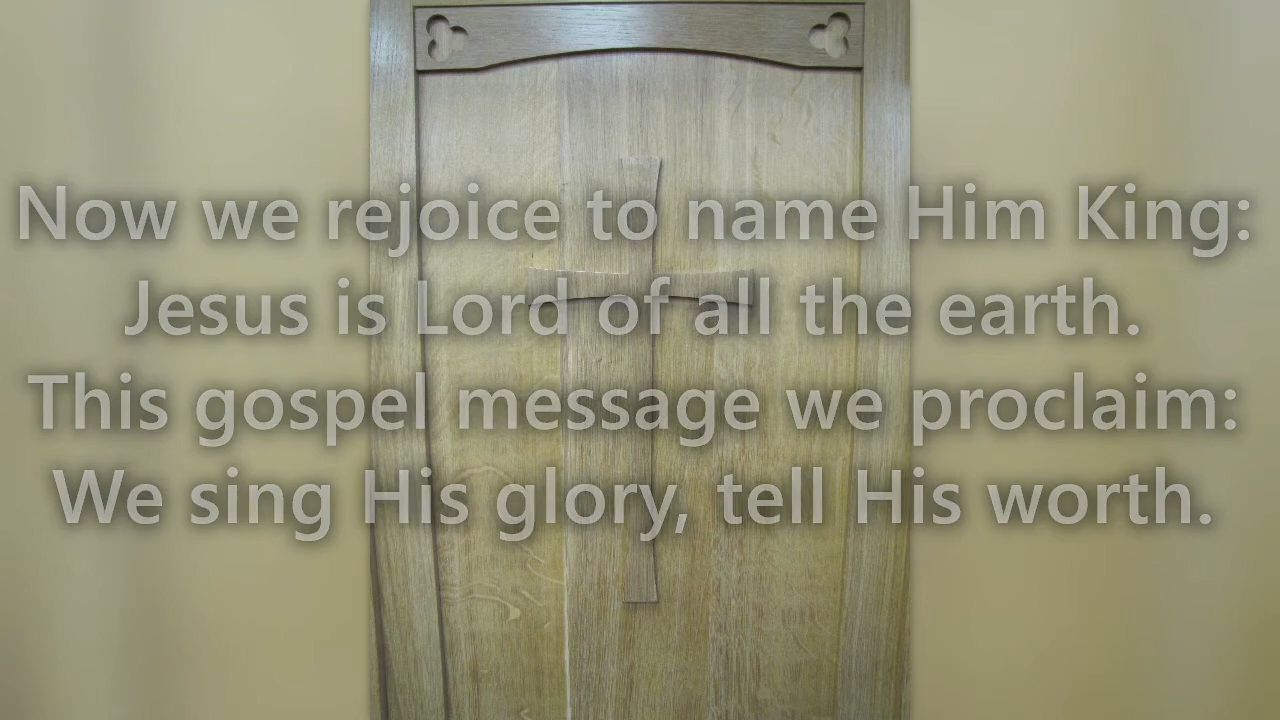 Now we rejoice to name Him King:
Jesus is Lord of all the earth.
This gospel message we proclaim:
We sing His glory, tell His worth.